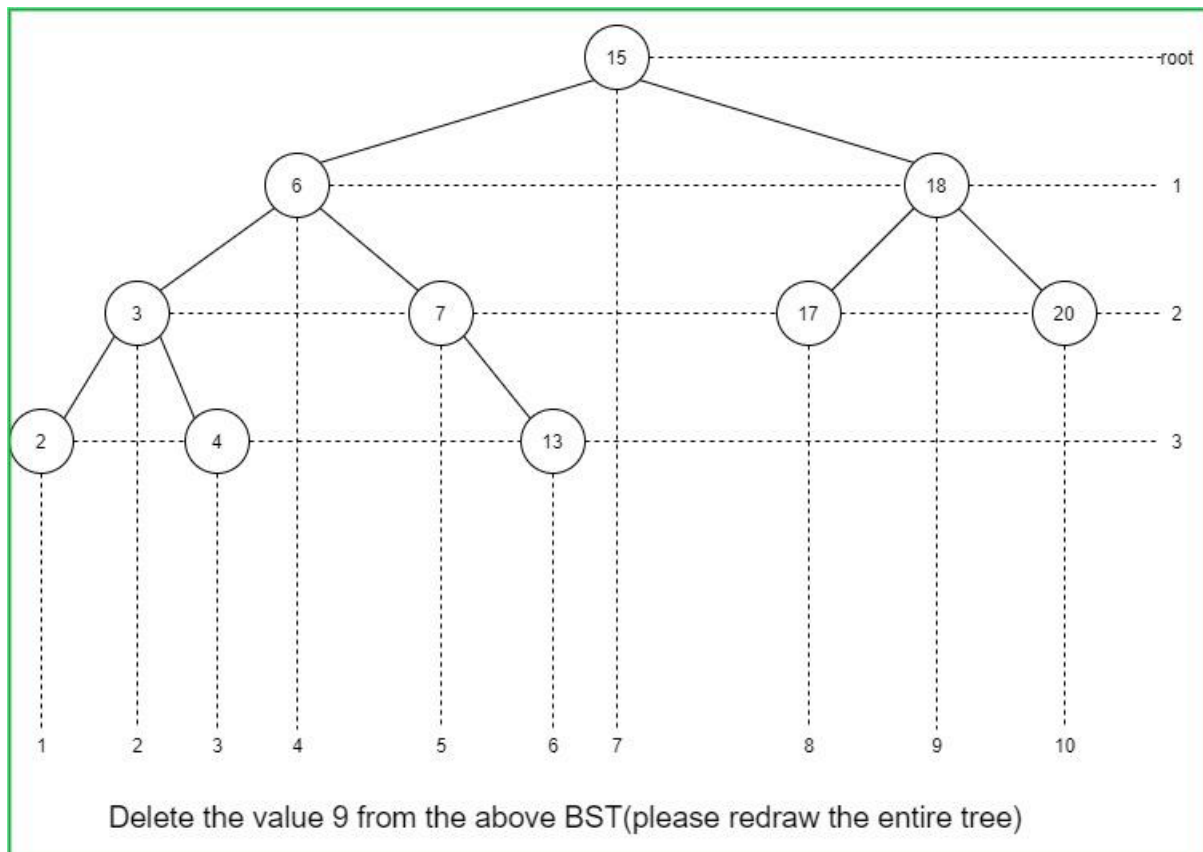 15 root
6 18 1
3 7 17 20 2
2 4 13 3
1 2 3 4 5 6 7 8 9 10
Delete the value 9 from the above BST(please redraw the entire tree)